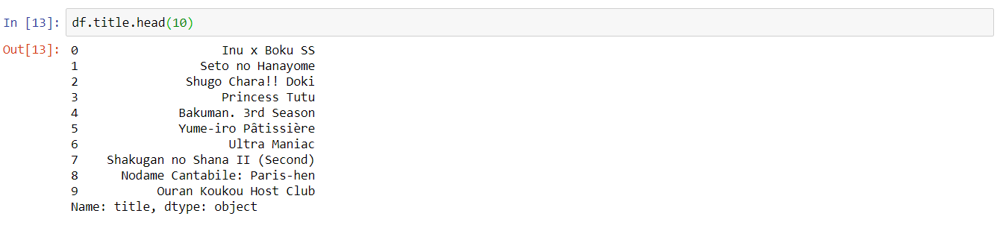 In [13]: df.title.head(10)
Out[13]: 0 Inu x Boku SS
1 Seto no Hanayome
2 Shugo Chara!! Doki
3 Princess Tutu
4 Bakuman. 3rd Season
5 Yume-iro Pâtissière
6 Ultra Maniac
7 Shakugan no Shana II (Second)
8 Nodame Cantabile: Paris-hen
9 Ouran Koukou Host Club
Name: title, dtype: object